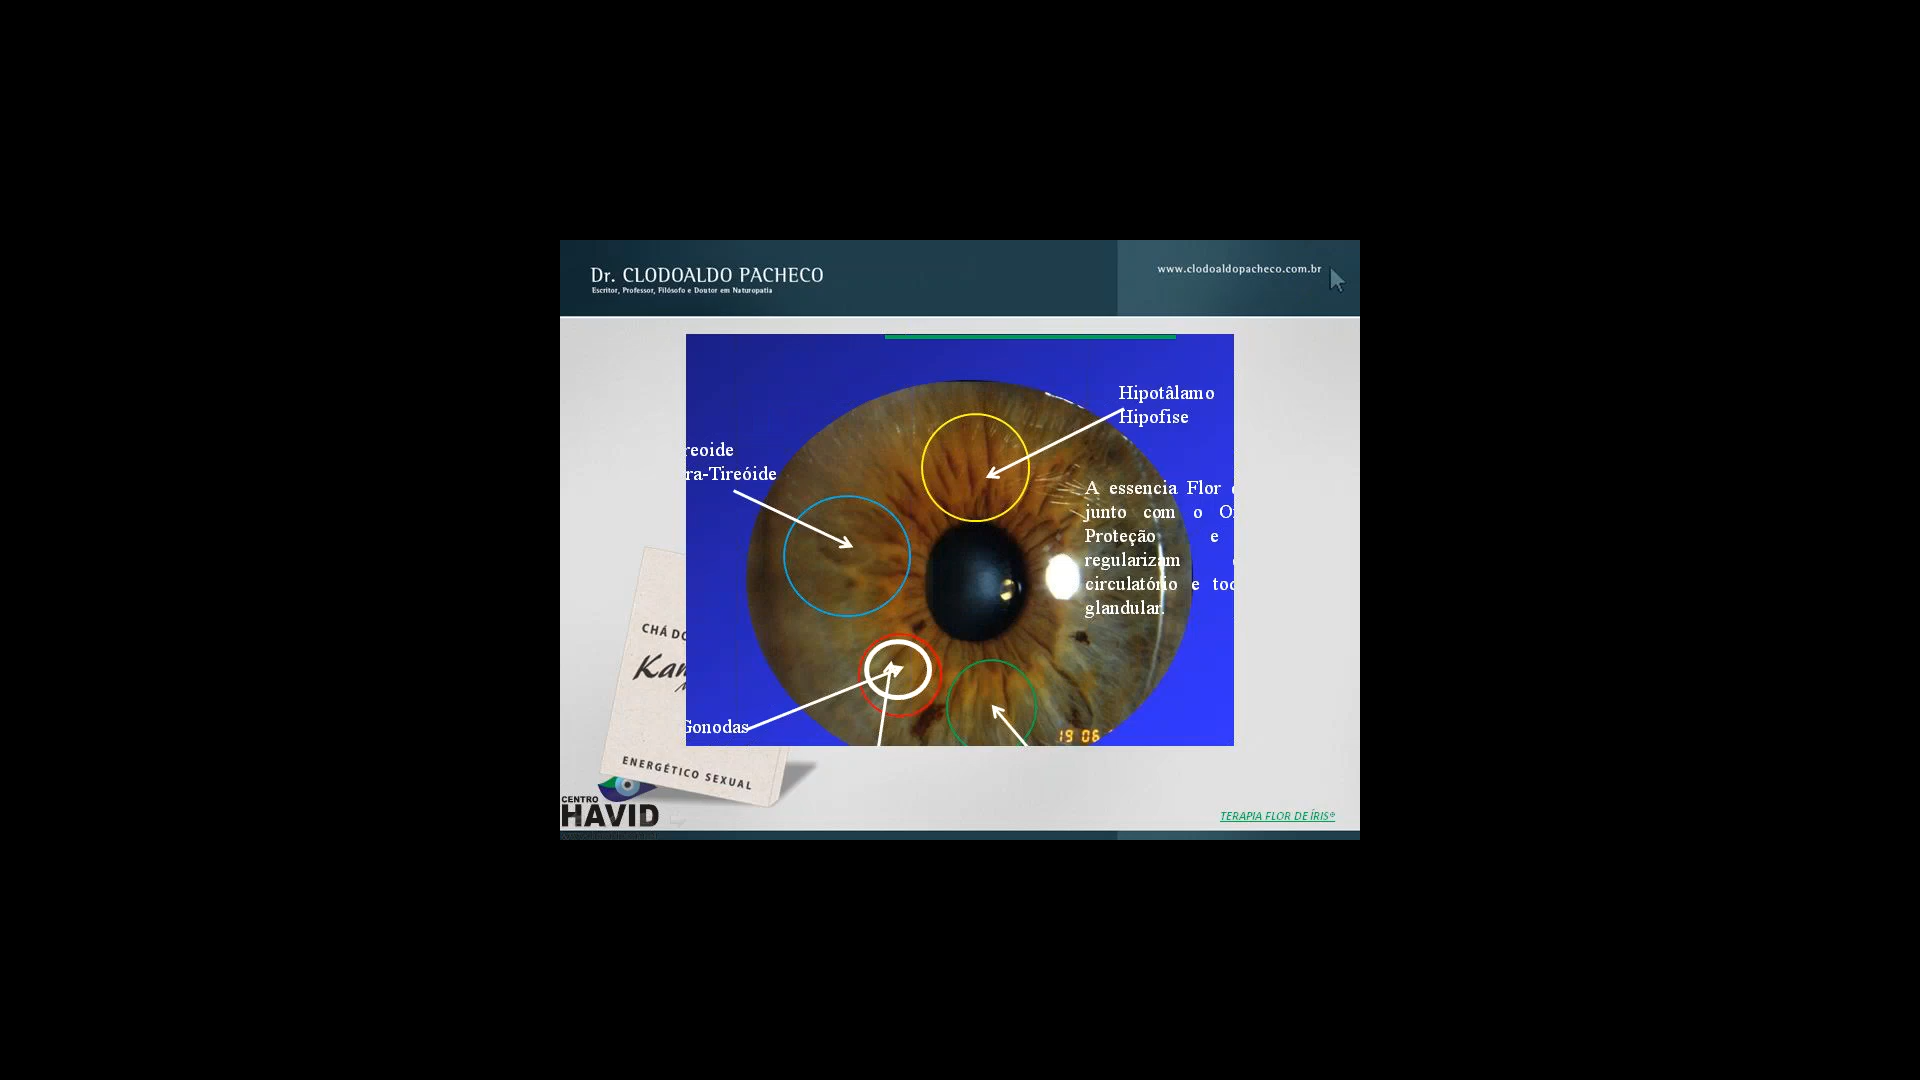 Dr. CLODOALDO PACHECO
Escritor, Professor, Filósofo e Doutor em Naturopatia
www.clodoaldopacheco.com.br
Hipotâlamo
Hipofise
reoide
ra-Tireóide
A essencia Flor
junto com o
Proteção e
regularizam
circulatório e
glandular.
Gonodas
19 06
CHÁ
ENERGÉTICO SEXUAL
CENTRO
HAVID
TERAPIA FLOR DE ÍRIS®